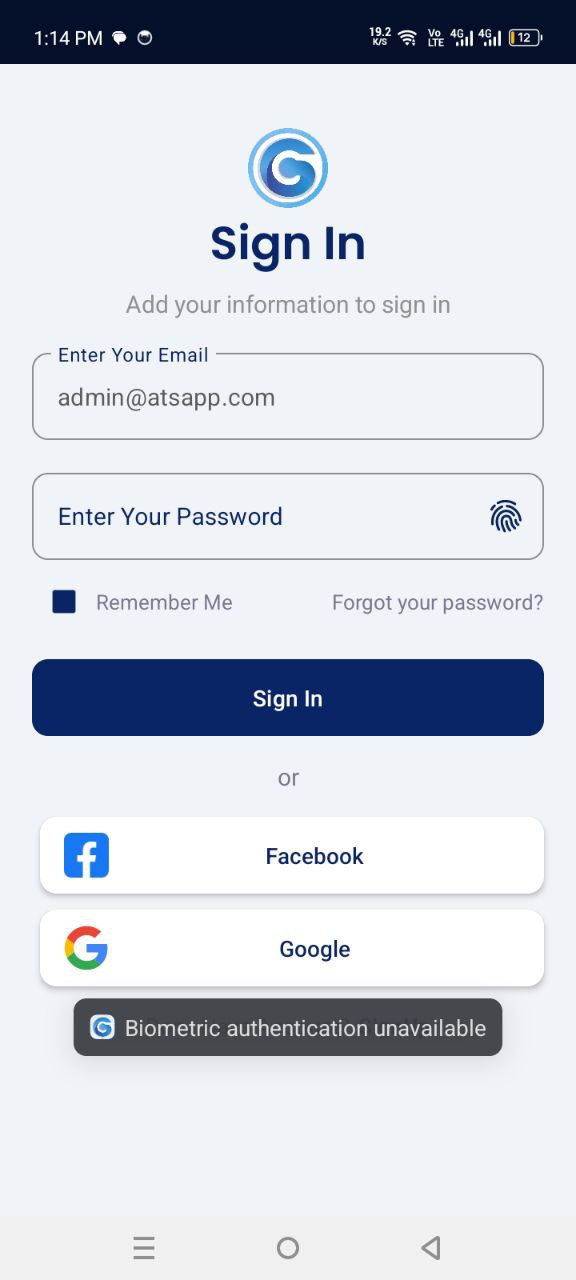 1:14 PM
19.2 K/S
Vo LTE 4G 4G 12
Sign In
Add your information to sign in
Enter Your Email
admin@atsapp.com
Enter Your Password
Remember Me
Forgot your password?
Sign In
or
Facebook
Google
Biometric authentication unavailable